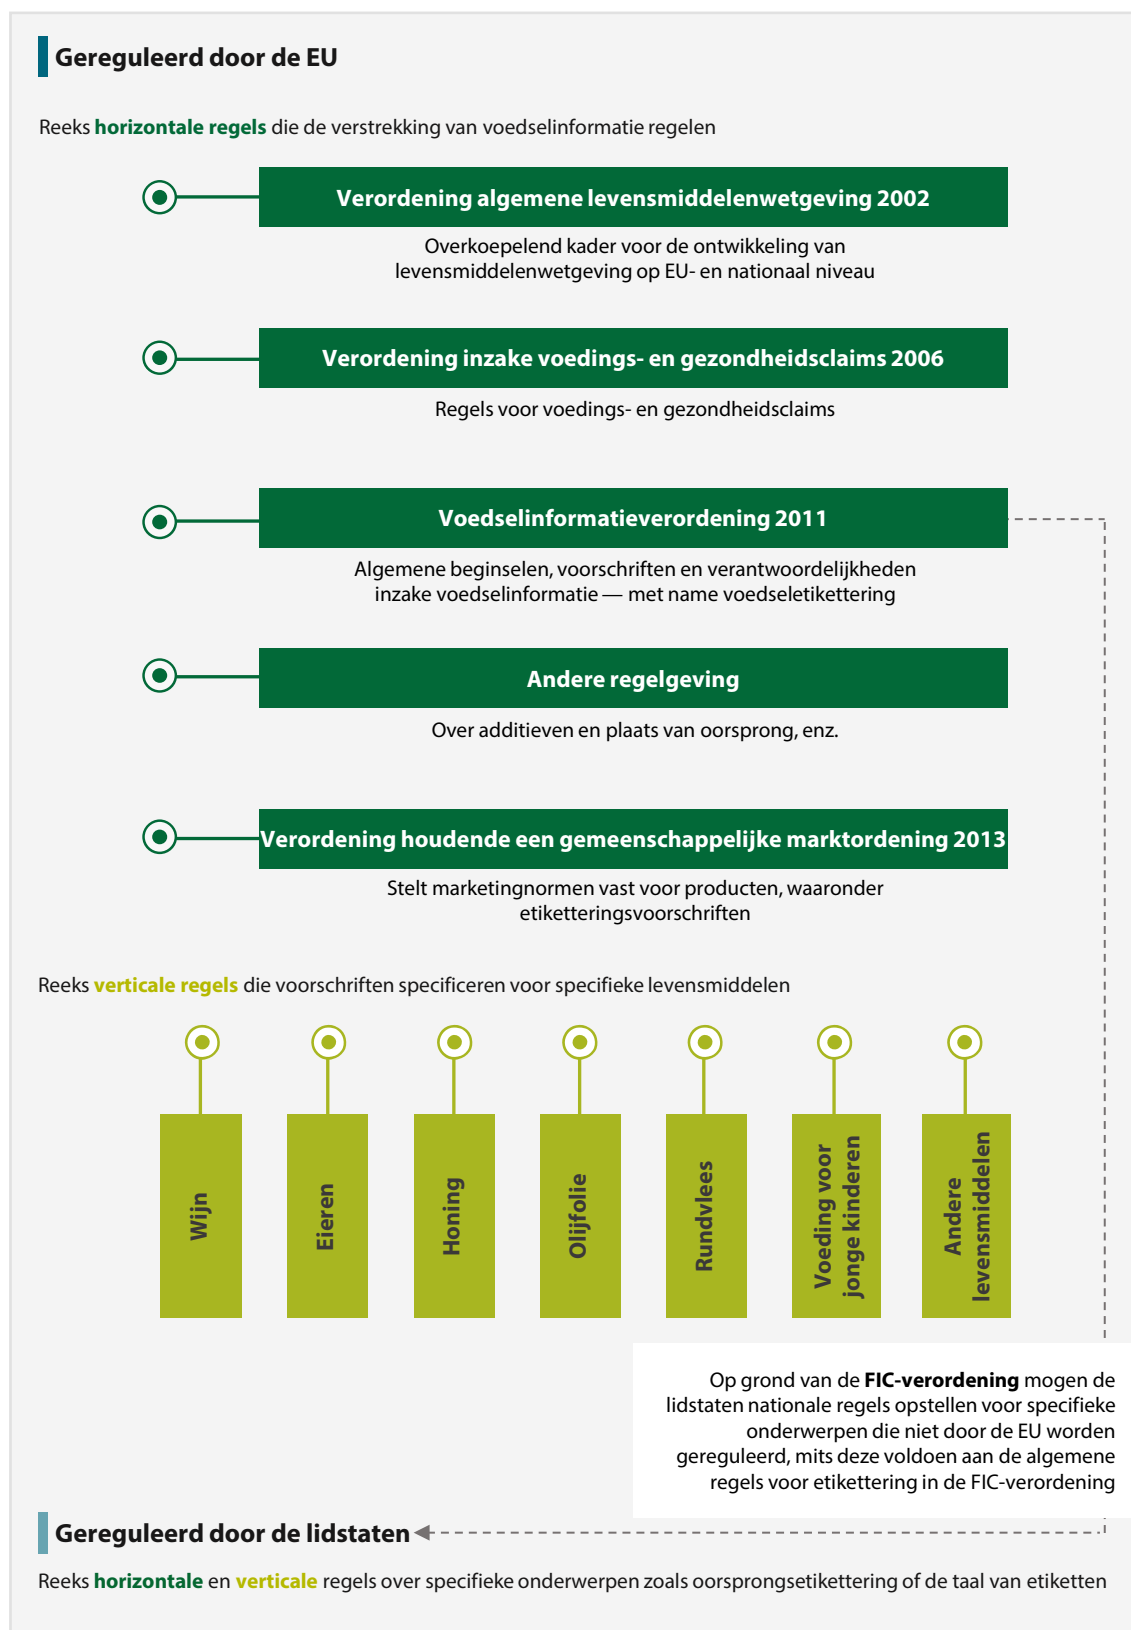 Gereguleerd door de EU
Reeks horizontale regels die de verstrekking van voedselinformatie regelen
Verordening algemene levensmiddelenwetgeving 2002
Overkoepelend kader voor de ontwikkeling van
levensmiddelenwetgeving op EU- en nationaal niveau
Verordening inzake voedings- en gezondheidsclaims 2006
Regels voor voedings- en gezondheidsclaims
Voedselinformatieverordening 2011
Algemene beginselen, voorschriften en verantwoordelijkheden
inzake voedselinformatie — met name voedseletikettering
Andere regelgeving
Over additieven en plaats van oorsprong, enz.
Verordening houdende een gemeenschappelijke marktordening 2013
Stelt marketingnormen vast voor producten, waaronder
etiketteringsvoorschriften
Reeks verticale regels die voorschriften specificeren voor specifieke levensmiddelen
Wijn
Eieren
Honing
Olijfolie
Rundvlees
Voeding voor
jonge kinderen
Andere
levensmiddelen
Op grond van de FIC-verordening mogen de
lidstaten nationale regels opstellen voor specifieke
onderwerpen die niet door de EU worden
gereguleerd, mits deze voldoen aan de algemene
regels voor etikettering in de FIC-verordening
Gereguleerd door de lidstaten
Reeks horizontale en verticale regels over specifieke onderwerpen zoals oorsprongsetikettering of de taal van etiketten